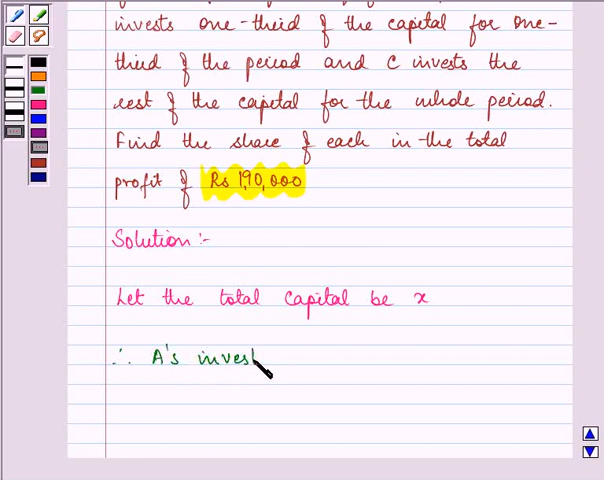 invests one-third of the capital for one-
third of the period and C invests the
rest of the capital for the whole period.
Find the share of each in the total
profit of Rs 1,90,000
Solution :-
Let the total capital be x
∴ A's invest